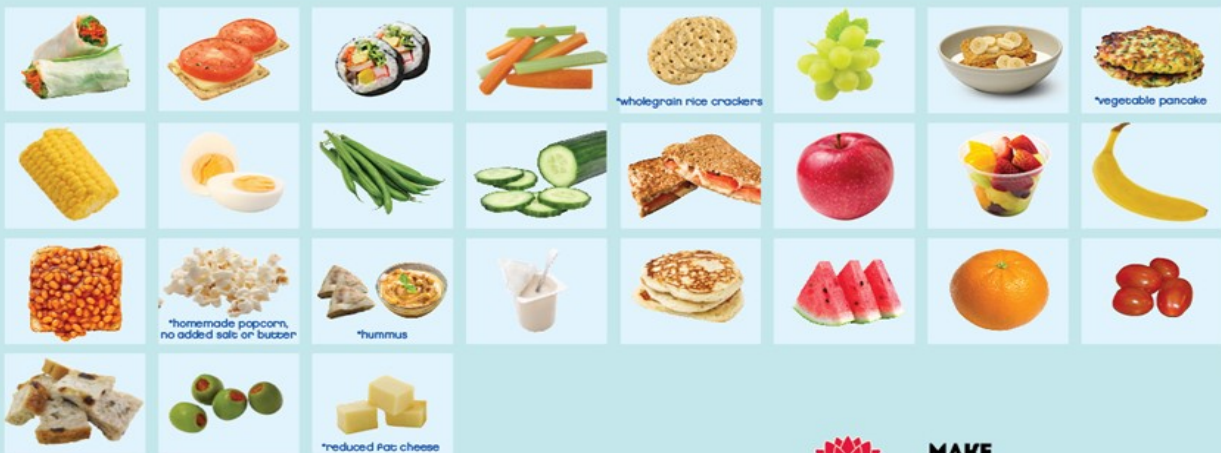 *wholegrain rice crackers
*vegetable pancake
*homemade popcorn,
no added salt or butter
*hummus
*reduced fat cheese
MAKE